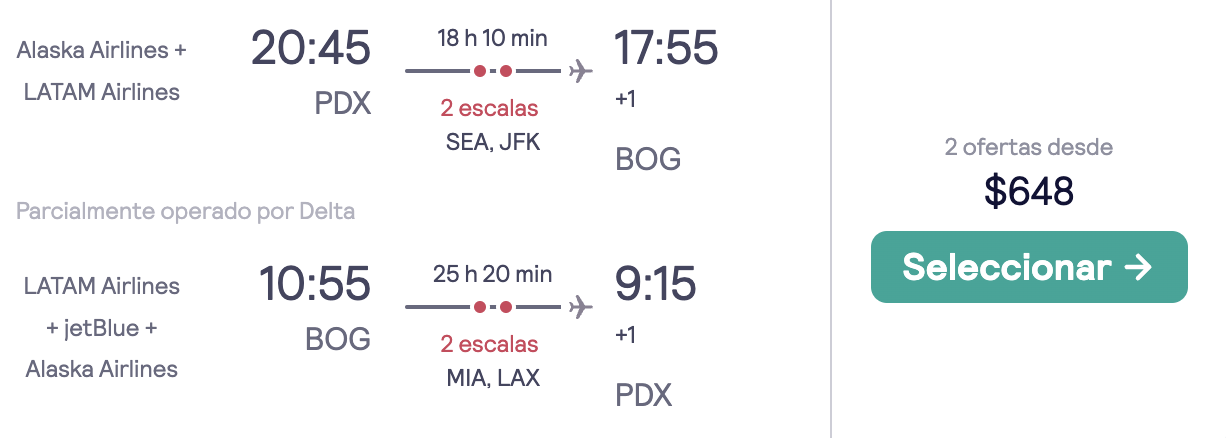 Alaska Airlines +
LATAM Airlines
20:45
PDX
18 h 10 min
2 escalas
SEA, JFK
17:55
+1
BOG
Parcialmente operado por Delta
LATAM Airlines
+ jetBlue +
Alaska Airlines
10:55
BOG
25 h 20 min
2 escalas
MIA, LAX
9:15
+1
PDX
2 ofertas desde
$648
Seleccionar →